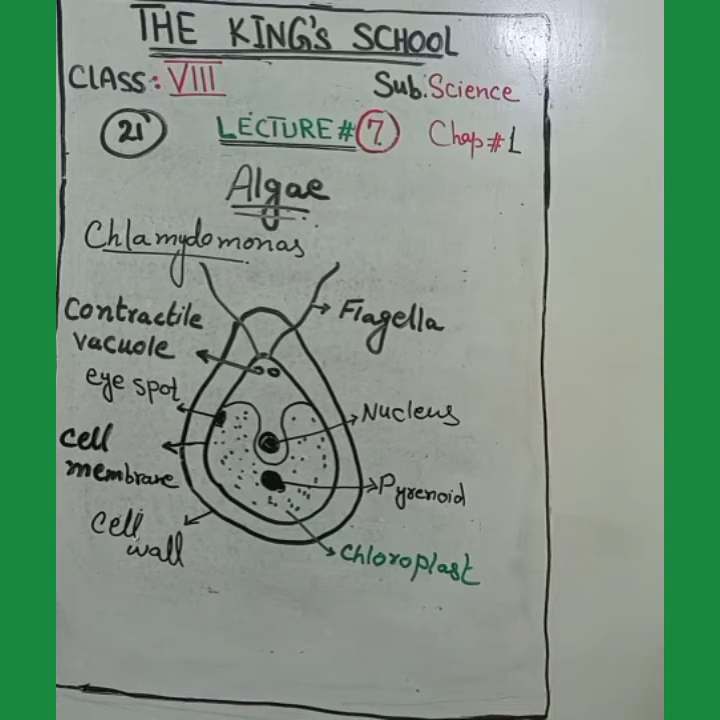 THE KING'S SCHOOL
CLASS: VIII Sub: Science
21 LECTURE # 7 Chap # 1
Algae
Chlamydomonas
Contractile
vacuole
Flagella
eye spot
Nucleus
cell
membrane
Pyrenoid
cell
wall
chloroplast